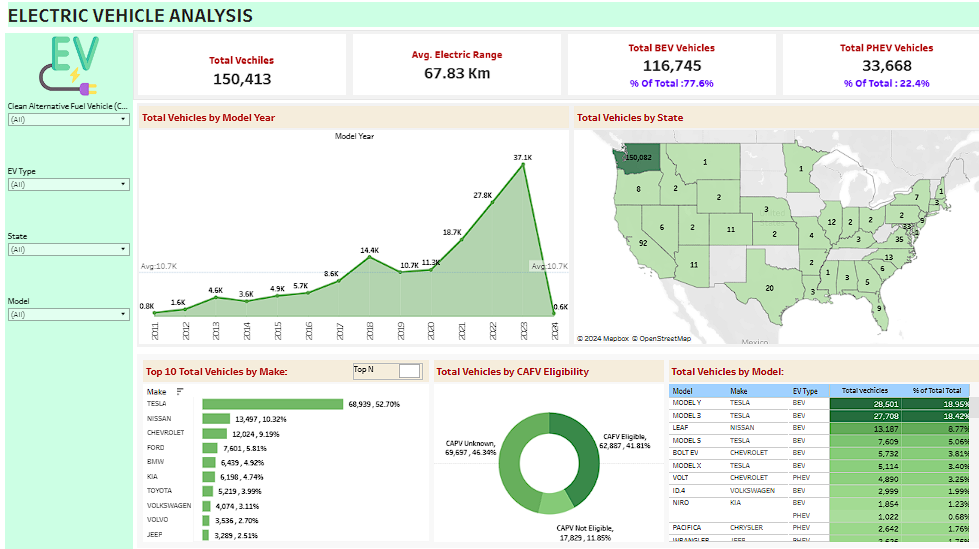 ELECTRIC VEHICLE ANALYSIS
EV
Clean Alternative Fuel Vehicle (C...
(All)
EV Type
(All)
State
(All)
Model
(All)
Total Vechiles
150,413
Avg. Electric Range
67.83 Km
Total BEV Vehicles
116,745
% Of Total :77.6%
Total PHEV Vehicles
33,668
% Of Total : 22.4%
Total Vehicles by Model Year
Model Year
37.1K
27.8K
18.7K
14.4K
10.7K
11.3K
8.6K
5.7K
4.9K
3.6K
4.6K
1.6K
0.8K
0.6K
Avg:10.7K
Avg:10.7K
2011
2012
2013
2014
2015
2016
2017
2018
2019
2020
2021
2022
2023
2024
Total Vehicles by State
150,082
1
1
8
2
2
7
1
3
3
2
9
6
2
11
2
12
2
2
33
1
92
4
3
35
11
2
13
6
20
1
3
5
3
9
Mexico
© 2024 Mapbox © OpenStreetMap
Top 10 Total Vehicles by Make:
Top N
Make
TESLA
68,939, 52.70%
NISSAN
13,497, 10.32%
CHEVROLET
12,024, 9.19%
FORD
7,601, 5.81%
BMW
6,439, 4.92%
KIA
6,198, 4.74%
TOYOTA
5,219, 3.99%
VOLKSWAGEN
4,074, 3.11%
VOLVO
3,536, 2.70%
JEEP
3,289, 2.51%
Total Vehicles by CAFV Eligibility
CAPV Unknown,
69,697, 46.34%
CAFV Eligible,
62,887, 41.81%
CAPV Not Eligible,
17,829, 11.85%
Total Vehicles by Model:
Model Make EV Type Total vechicles % of Total Total
MODEL Y TESLA BEV 28,501 18.95%
MODEL 3 TESLA BEV 27,708 18.42%
LEAF NISSAN BEV 13,187 8.77%
MODEL S TESLA BEV 7,609 5.06%
BOLT EV CHEVROLET BEV 5,732 3.81%
MODEL X TESLA BEV 5,114 3.40%
VOLT CHEVROLET PHEV 4,890 3.25%
ID.4 VOLKSWAGEN BEV 2,999 1.99%
NIRO KIA BEV 1,854 1.23%
PHEV 1,022 0.68%
PACIFICA CHRYSLER PHEV 2,642 1.76%
WRANGLER JEEP PHEV